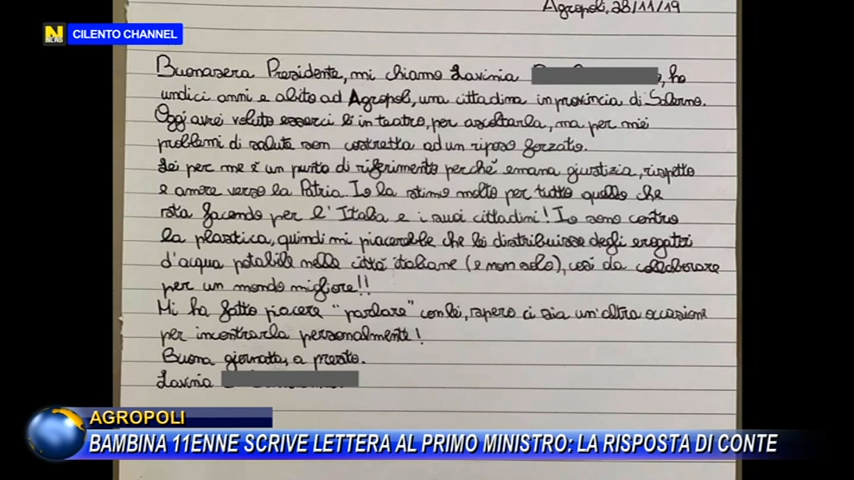 Agropoli, 28/11/19
N
NEWS
CILENTO CHANNEL
Buonasera Presidente, mi chiamo Lavinia , ho
undici anni e abito ad Agropoli, una cittadina in provincia di Salerno.
Oggi avrei voluto esserci lì in teatro, per ascoltarla, ma per miei
problemi di salute son costretta ad un riposo forzato.
Lei per me è un punto di riferimento perché emana giustizia, rispetto
e amore verso la Patria. Io la stimo molto per tutto quello che
sta facendo per l'Italia e i suoi cittadini! Io sono contro
la plastica, quindi mi piacerebbe che lei distribuisse degli erogatori
d'acqua potabile nelle città italiane (e non solo), così da collaborare
per un mondo migliore!!
Mi ha fatto piacere "parlare" con lei, spero ci sia un'altra occasione
per incontrarla personalmente!
Buona giornata, a presto.
Lavinia
AGROPOLI
BAMBINA 11ENNE SCRIVE LETTERA AL PRIMO MINISTRO: LA RISPOSTA DI CONTE